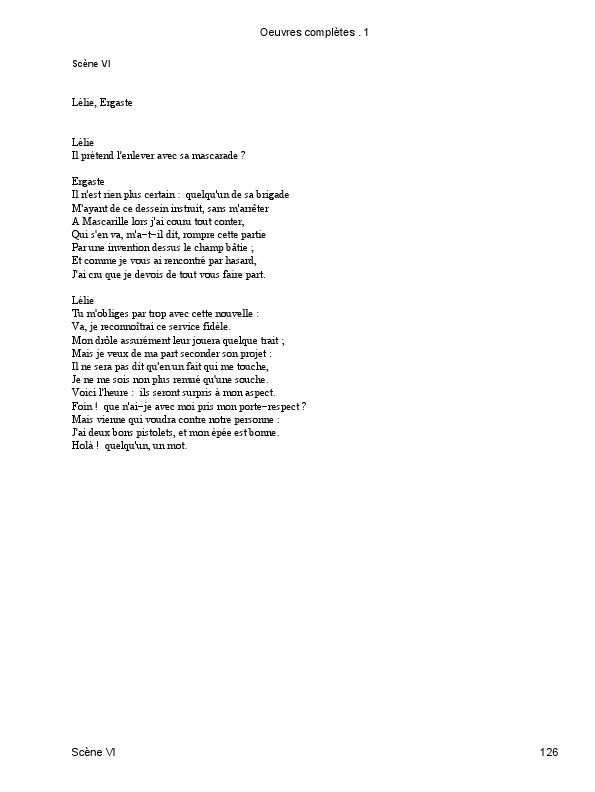 Oeuvres complètes . 1
Scène VI
Lélie, Ergaste
Lélie
Il prétend l'enlever avec sa mascarade ?
Ergaste
Il n'est rien plus certain :  quelqu'un de sa brigade
M'ayant de ce dessein instruit, sans m'arrêter
A Mascarille lors j'ai couru tout conter,
Qui s'en va, m'a−t−il dit, rompre cette partie
Par une invention dessus le champ bâtie ;
Et comme je vous ai rencontré par hasard,
J'ai cru que je devois de tout vous faire part.
Lélie
Tu m'obliges par trop avec cette nouvelle :
Va, je reconnoîtrai ce service fidèle.
Mon drôle assurément leur jouera quelque trait ;
Mais je veux de ma part seconder son projet :
Il ne sera pas dit qu'en un fait qui me touche,
Je ne me sois non plus remué qu'une souche.
Voici l'heure :  ils seront surpris à mon aspect.
Foin !  que n'ai−je avec moi pris mon porte−respect ?
Mais vienne qui voudra contre notre personne :
J'ai deux bons pistolets, et mon épée est bonne.
Holà !  quelqu'un, un mot.
Scène VI
126